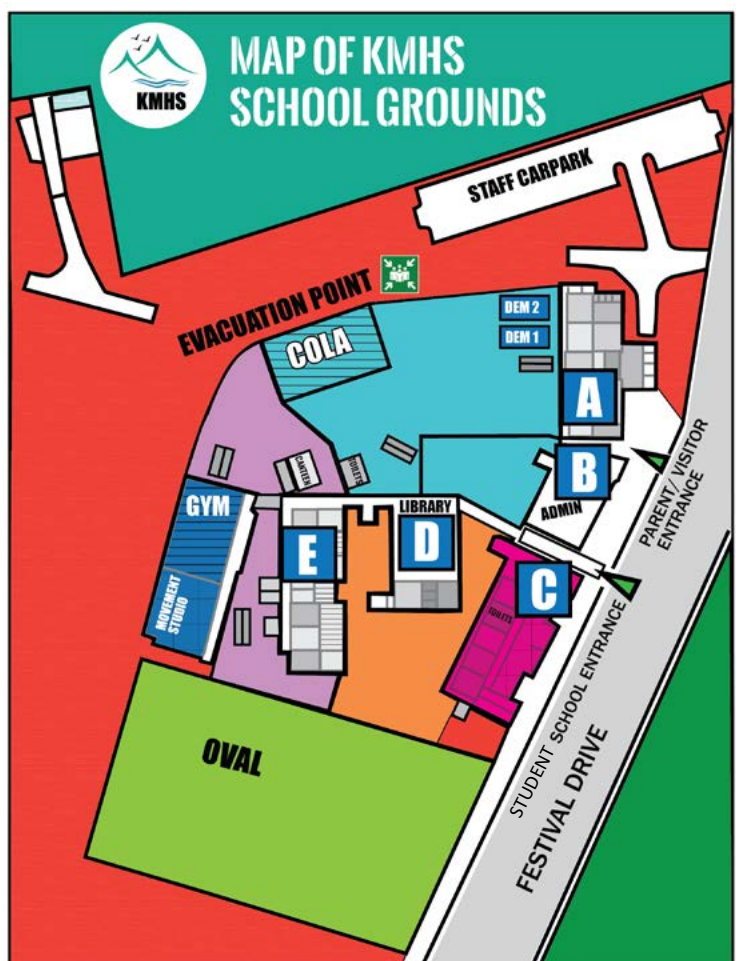 KMHS
MAP OF KMHS
SCHOOL GROUNDS
STAFF CARPARK
EVACUATION POINT
COLA
DEM 2
DEM 1
A
B
ADMIN
PARENT/ VISITOR
ENTRANCE
CANTEEN
TOILETS
GYM
MOVEMENT
STUDIO
E
LIBRARY
D
C
TOILETS
OVAL
STUDENT SCHOOL ENTRANCE
FESTIVAL DRIVE